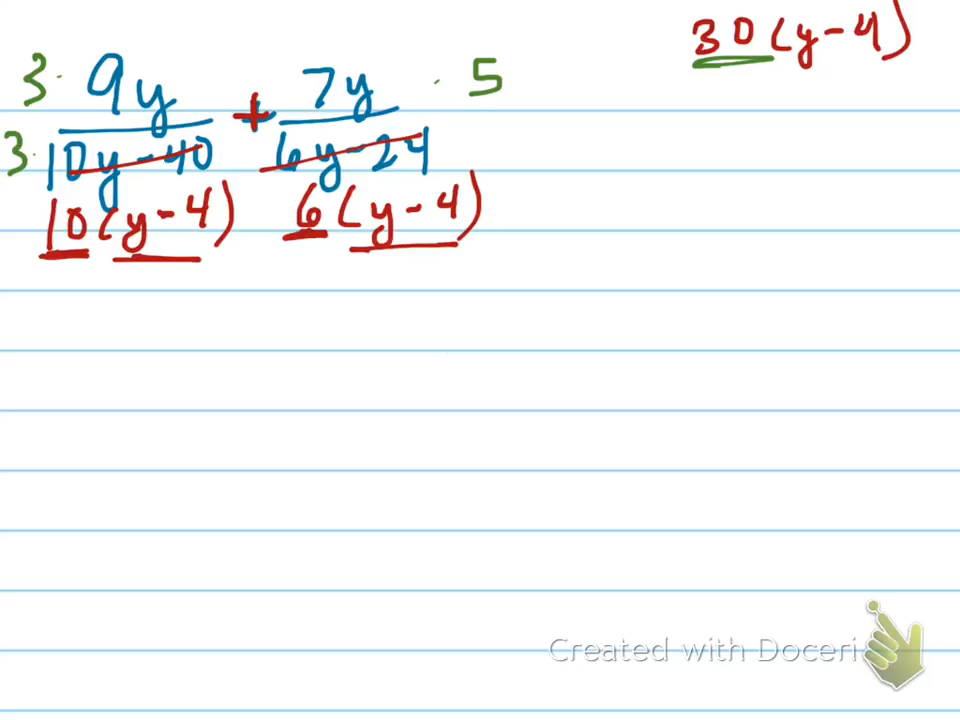 30(y-4)
3· 9y + 7y · 5
3· 10y-40 6y-24
10(y-4) 6(y-4)
Created with Doceri